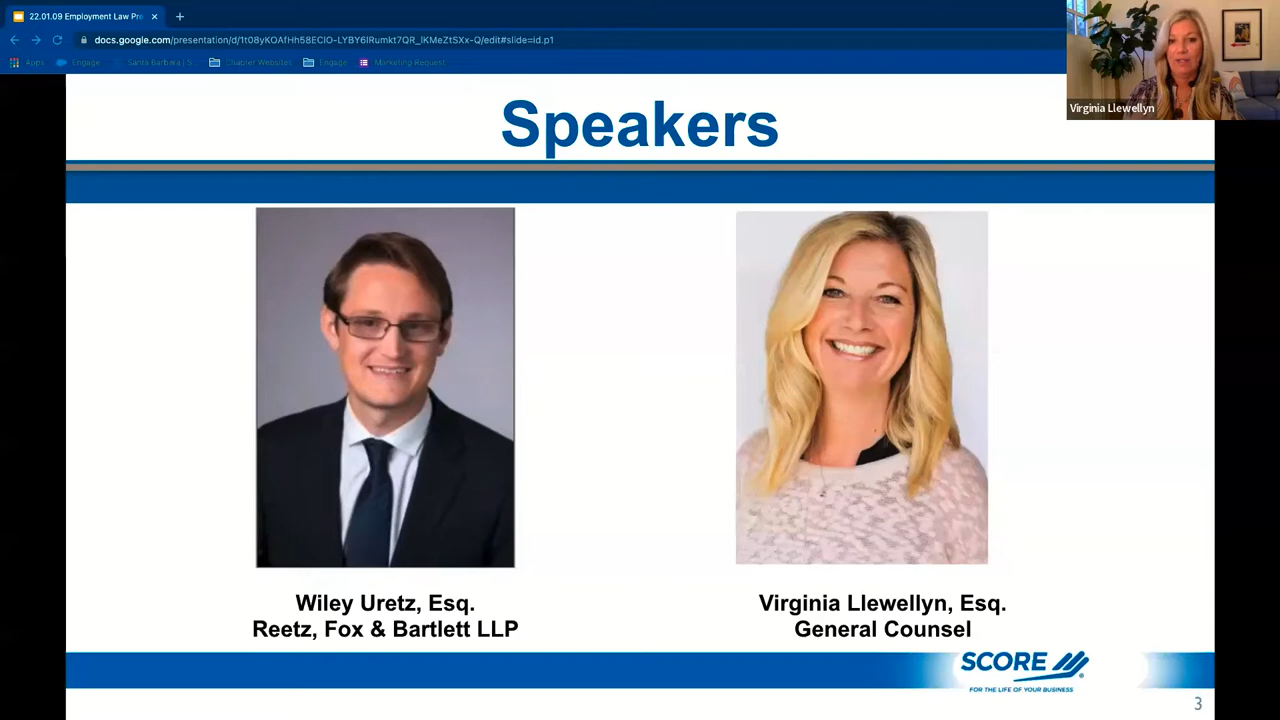 22.01.09 Employment Law Pre
docs.google.com/presentation/d/1t08yKOAfHh58ECIO-LYBY6lRumkt7QR_lKMeZtSXx-Q/edit#slide=id.p1
Apps
Engage
Santa Barbara | S...
Chapter Websites
Engage
Marketing Request
Virginia Llewellyn
Speakers
Wiley Uretz, Esq.
Reetz, Fox & Bartlett LLP
Virginia Llewellyn, Esq.
General Counsel
SCORE
FOR THE LIFE OF YOUR BUSINESS
3